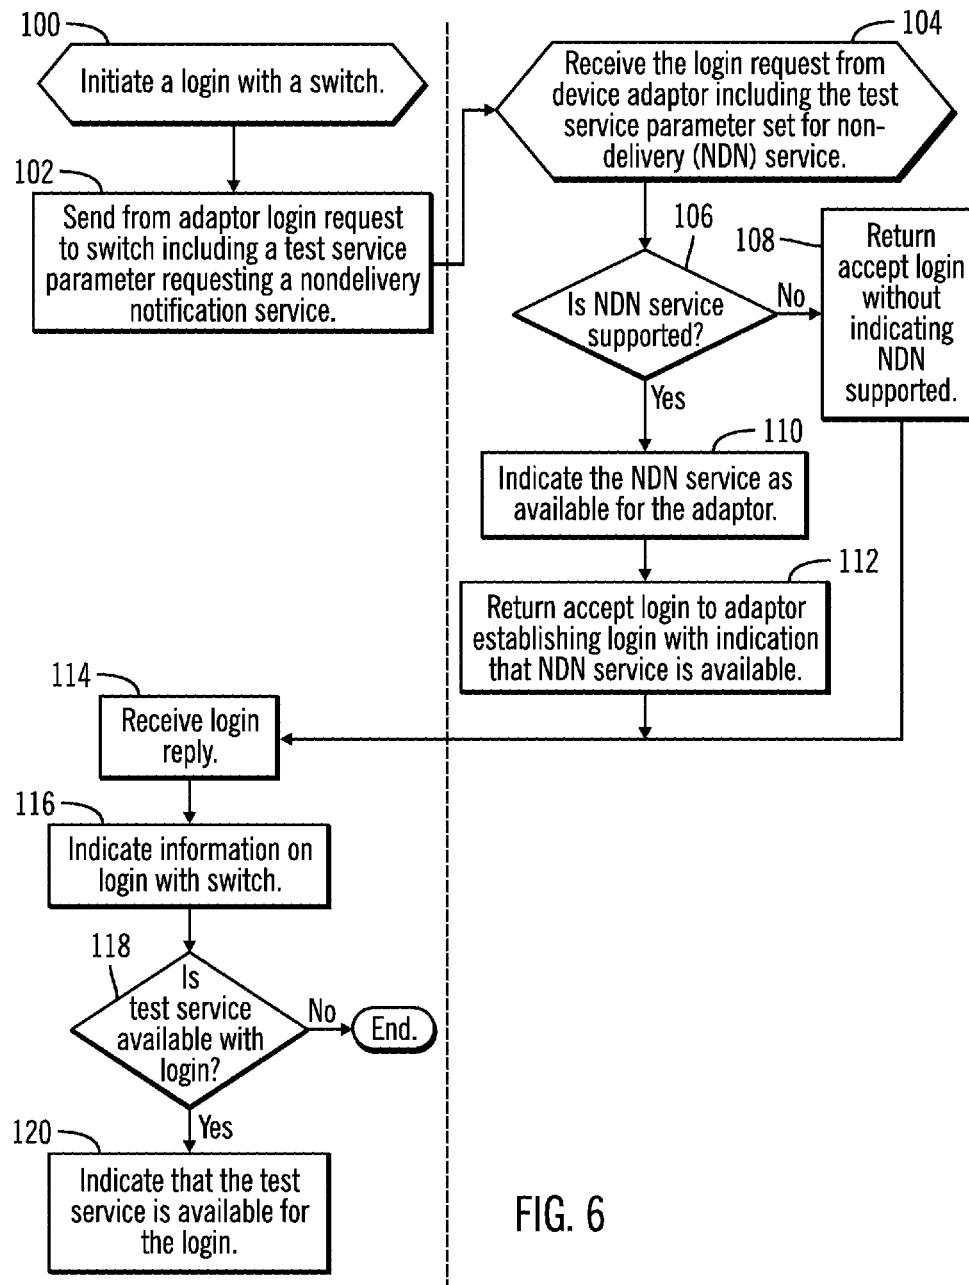 100
Initiate a login with a switch.
102
Send from adaptor login request
to switch including a test service
parameter requesting a nondelivery
notification service.
104
Receive the login request from
device adaptor including the test
service parameter set for non-
delivery (NDN) service.
106
Is NDN service
supported?
No
Yes
108
Return
accept login
without
indicating
NDN
supported.
110
Indicate the NDN service as
available for the adaptor.
112
Return accept login to adaptor
establishing login with indication
that NDN service is available.
114
Receive login
reply.
116
Indicate information on
login with switch.
118
Is
test service
available with
login?
No
End.
Yes
120
Indicate that the test
service is available for
the login.
FIG. 6